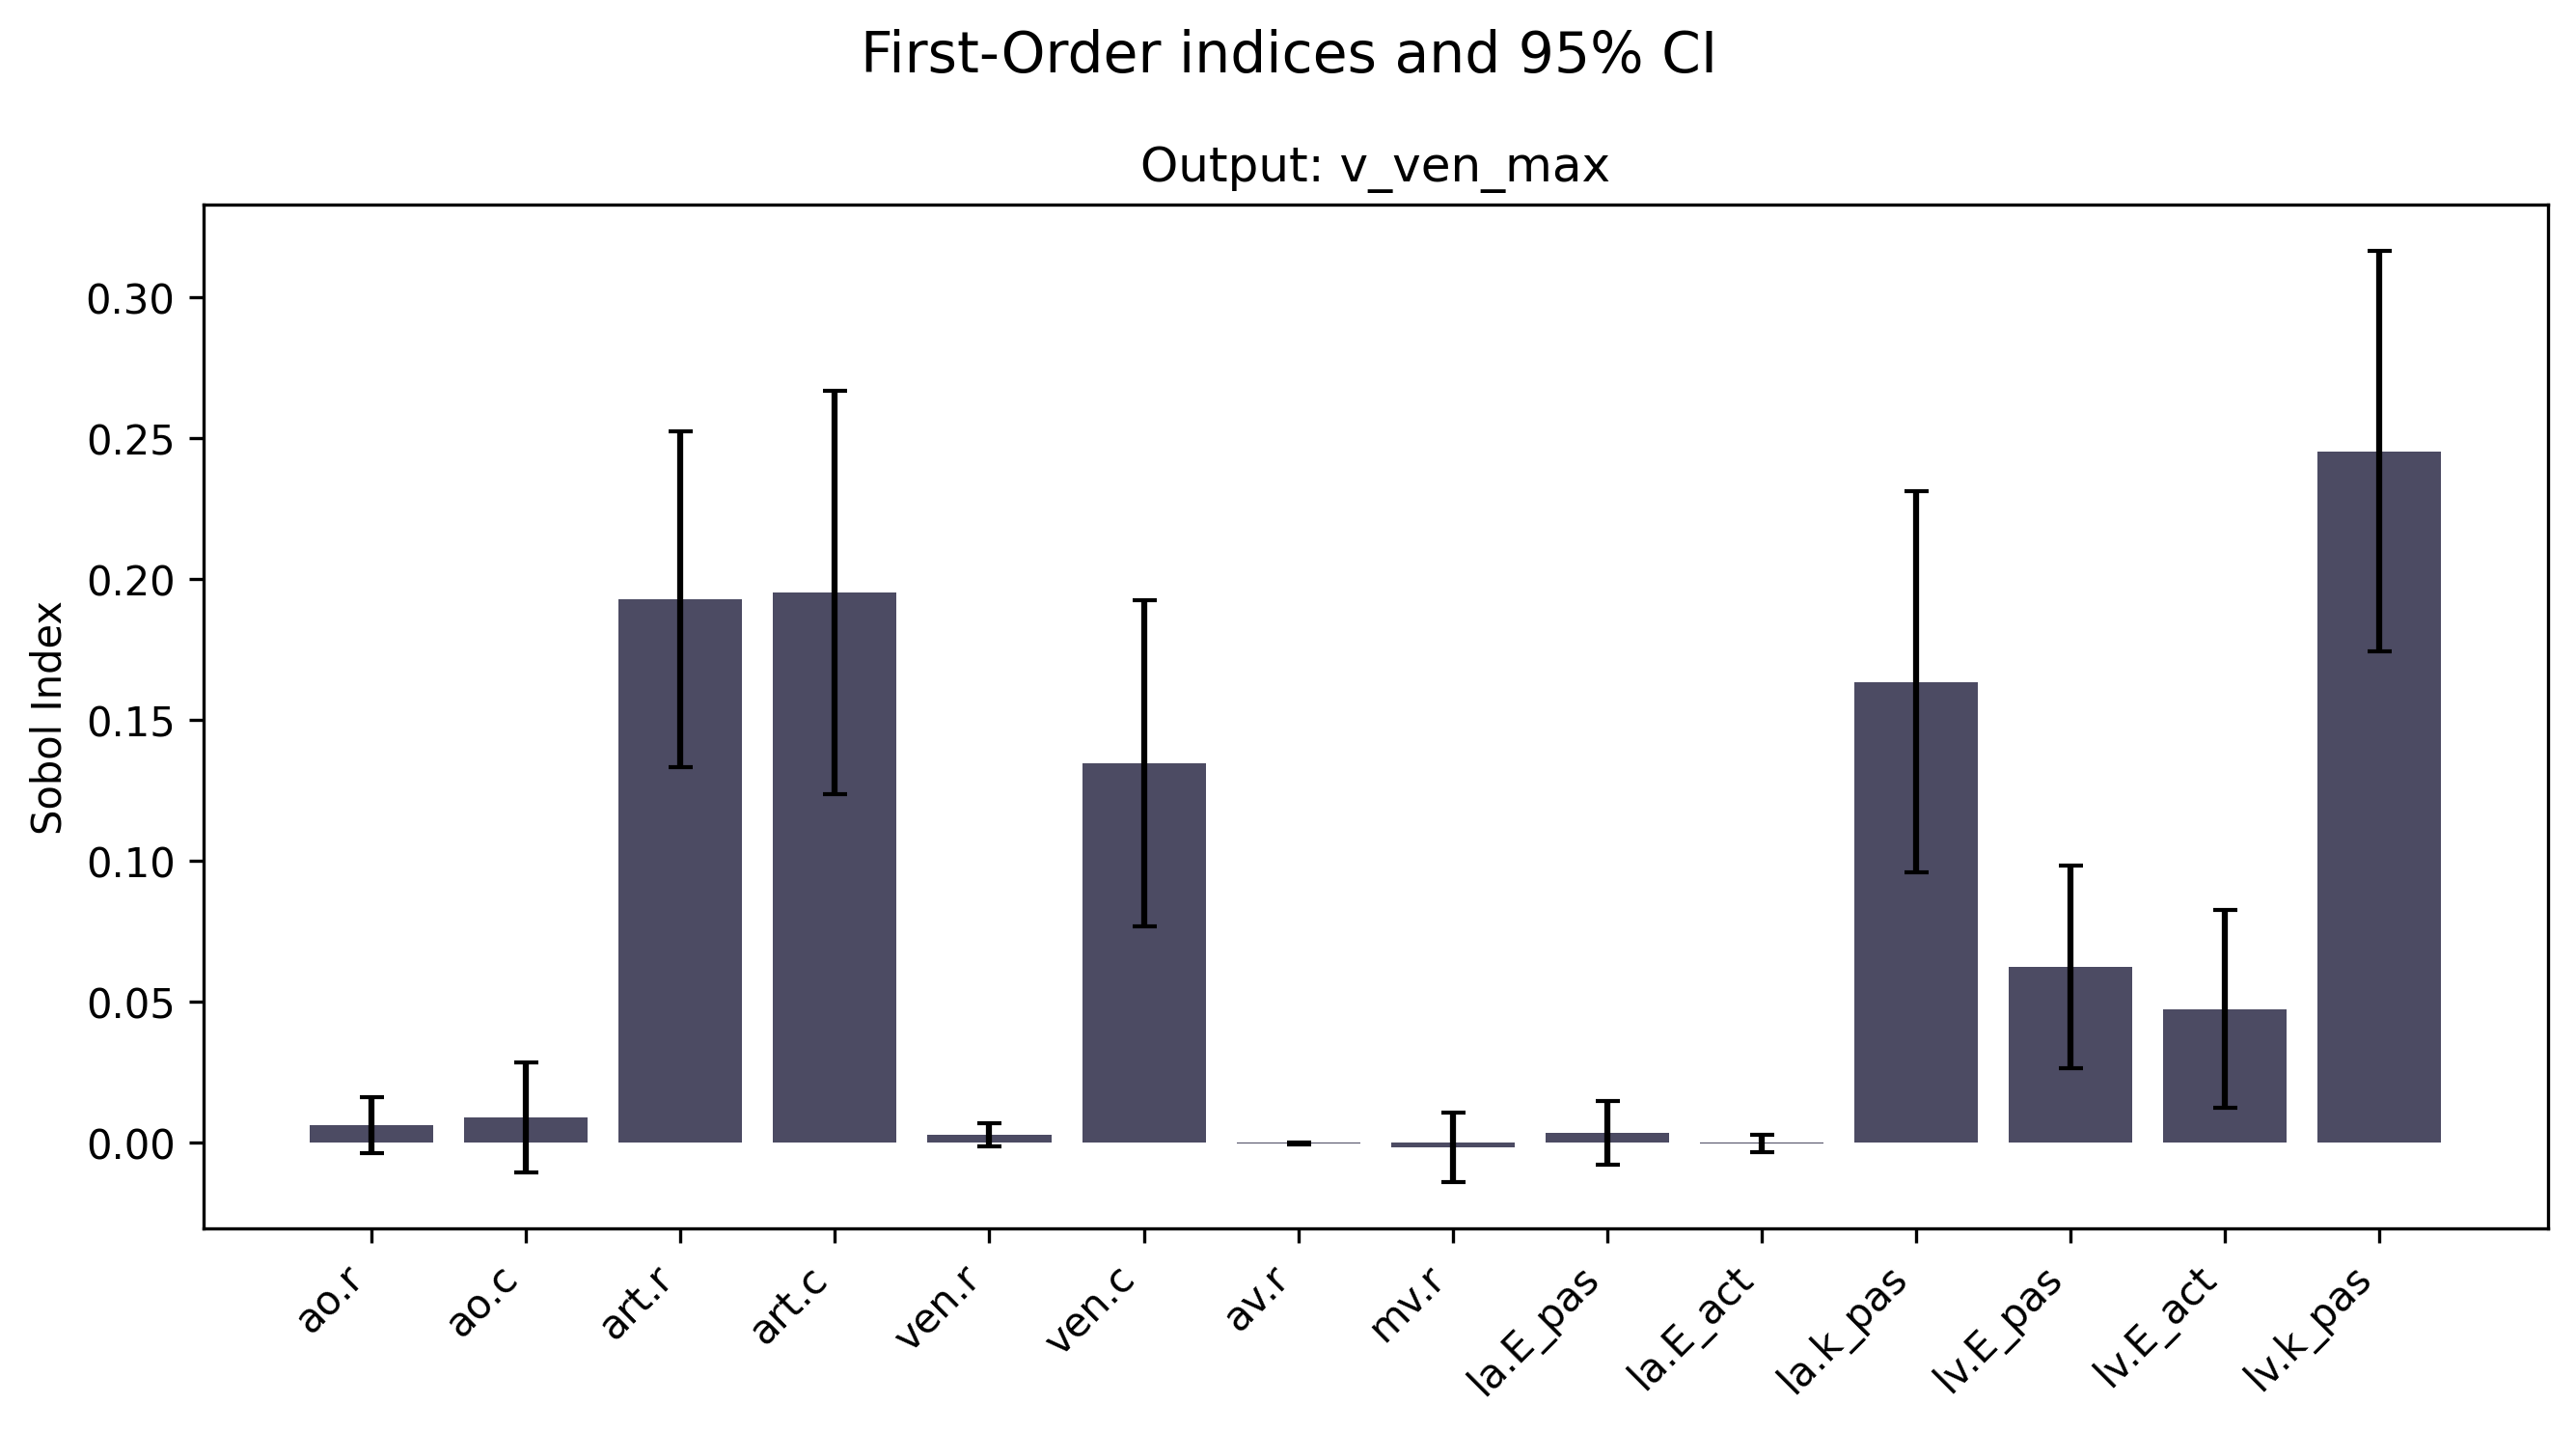 First-Order indices and 95% CI
Output: v_ven_max
Sobol Index
0.30
0.25
0.20
0.15
0.10
0.05
0.00
ao.r
ao.c
art.r
art.c
ven.r
ven.c
av.r
mv.r
la.E_pas
la.E_act
la.k_pas
lv.E_pas
lv.E_act
lv.k_pas